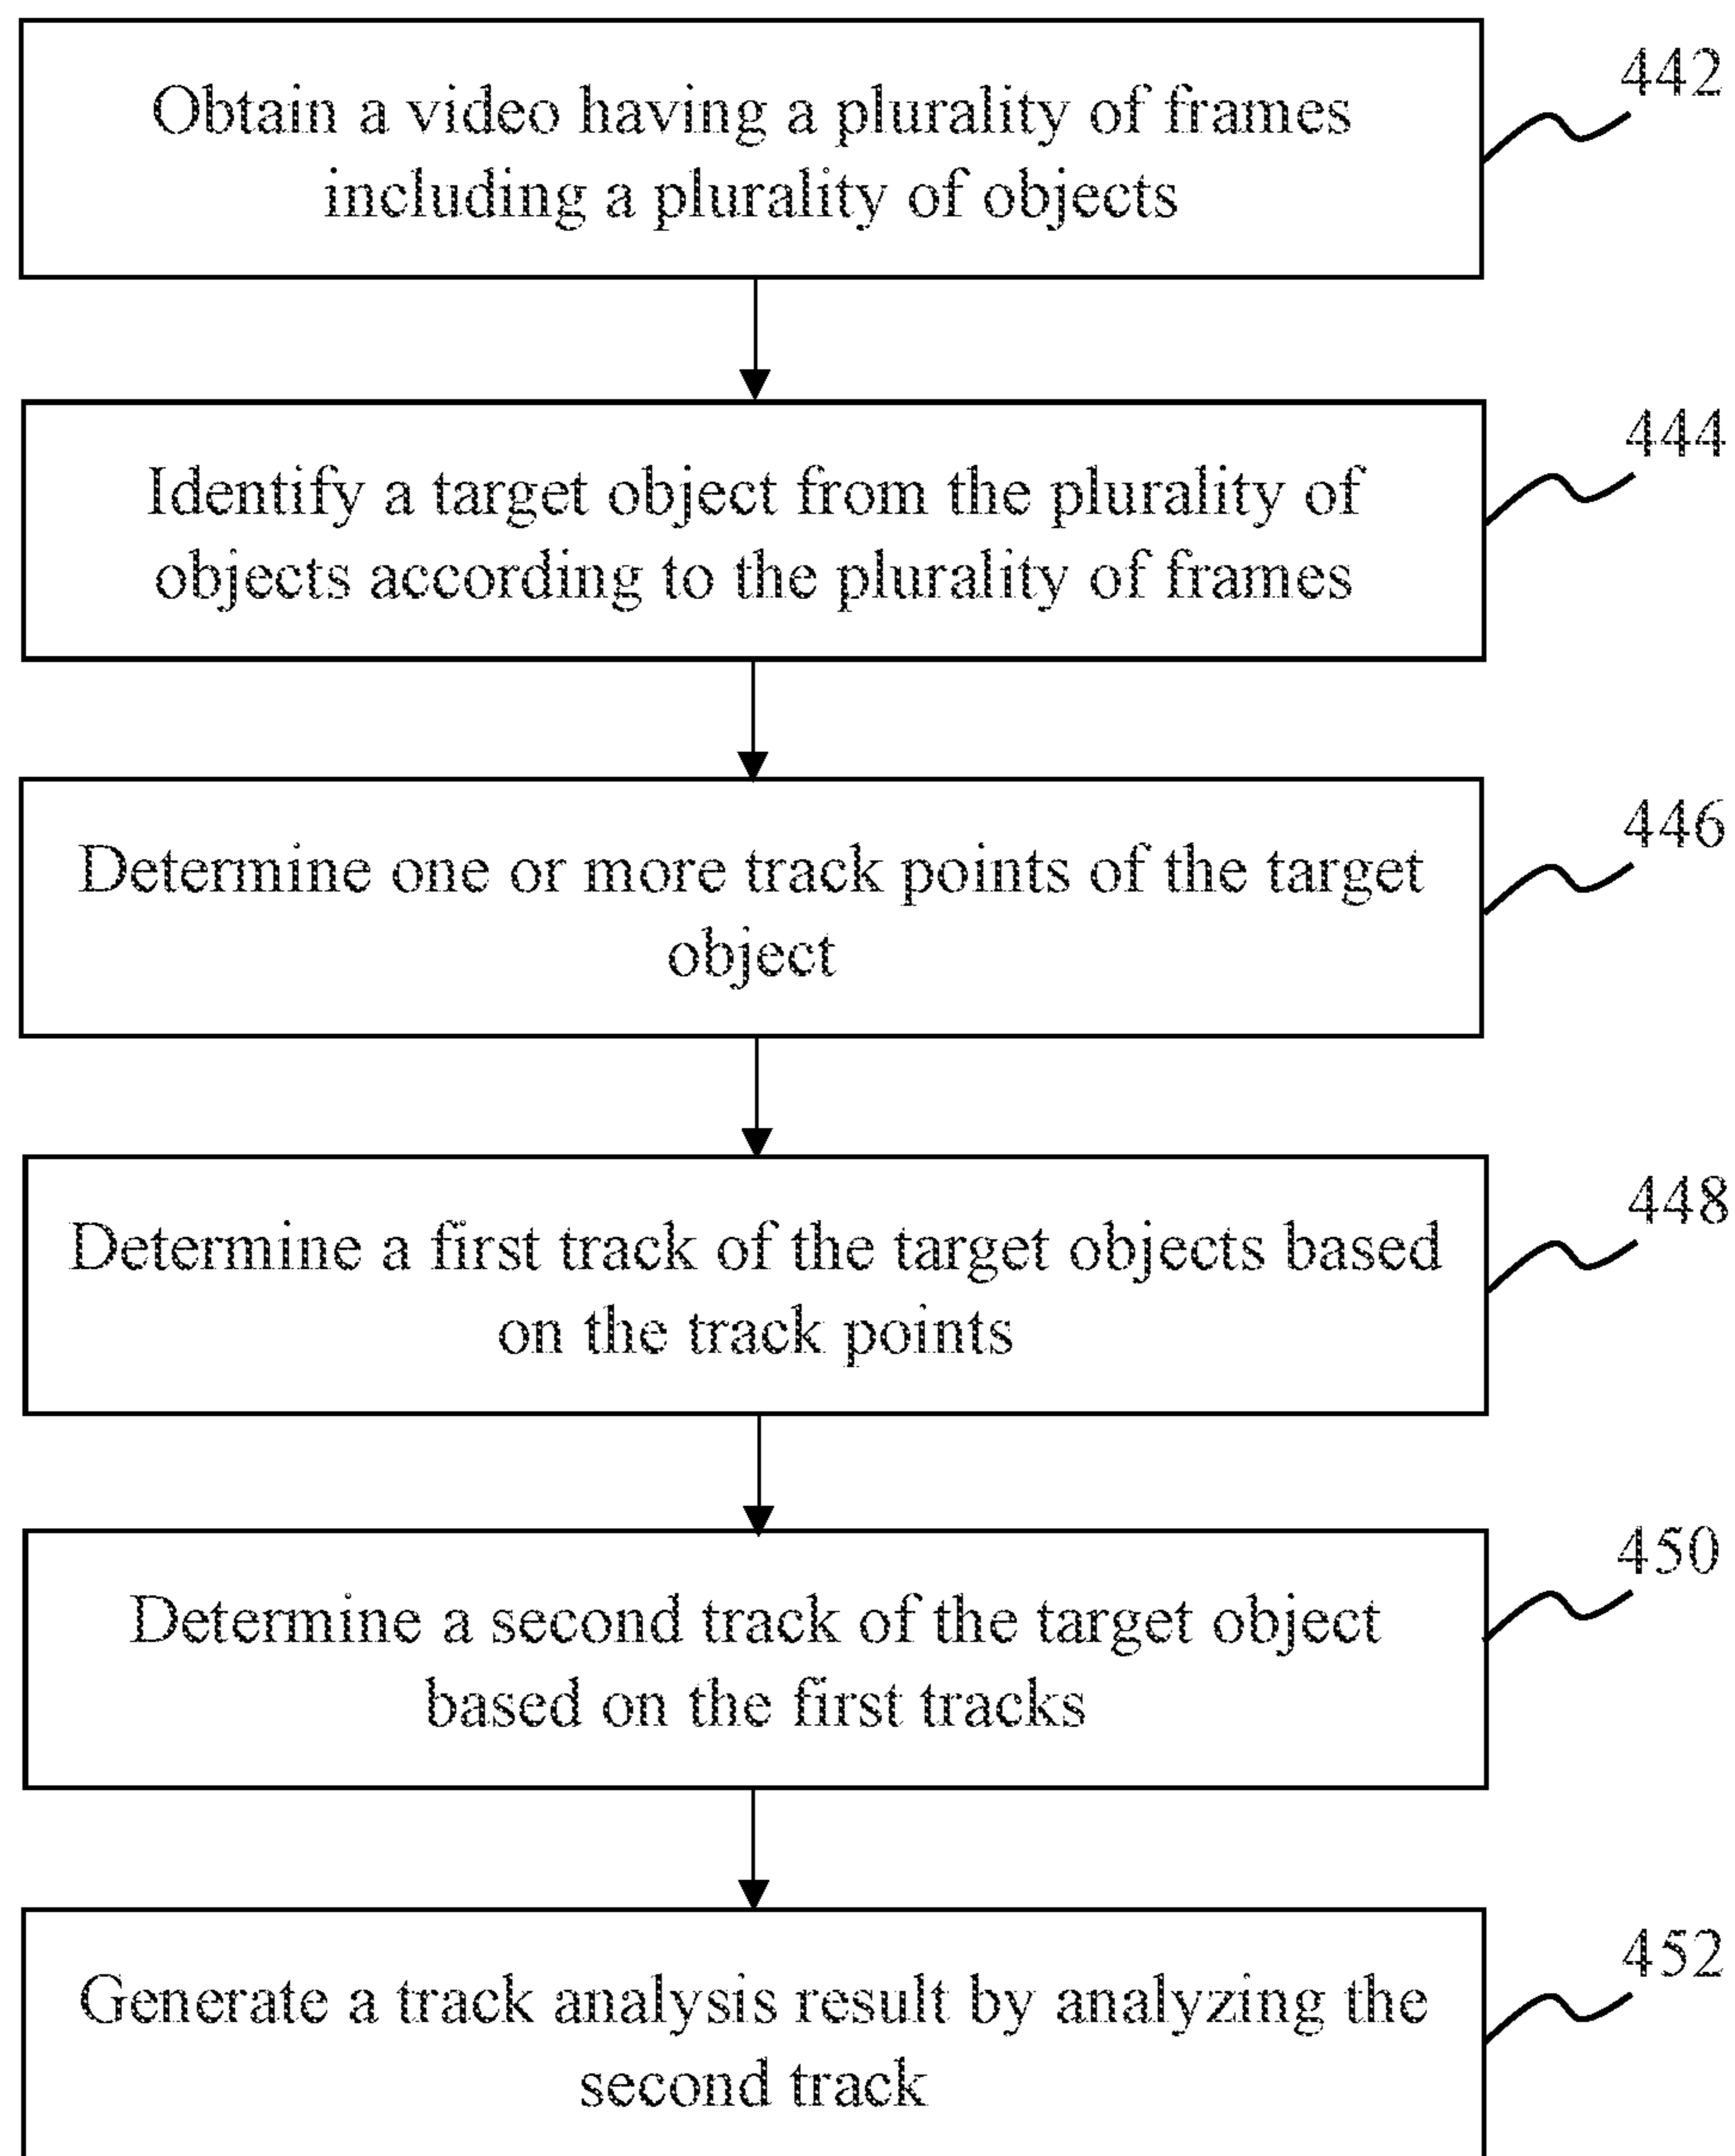 442
Obtain a video having a plurality of frames
including a plurality of objects
444
Identify a target object from the plurality of
objects according to the plurality of frames
446
Determine one or more track points of the target
object
448
Determine a first track of the target objects based
on the track points
450
Determine a second track of the target object
based on the first tracks
452
Generate a track analysis result by analyzing the
second track